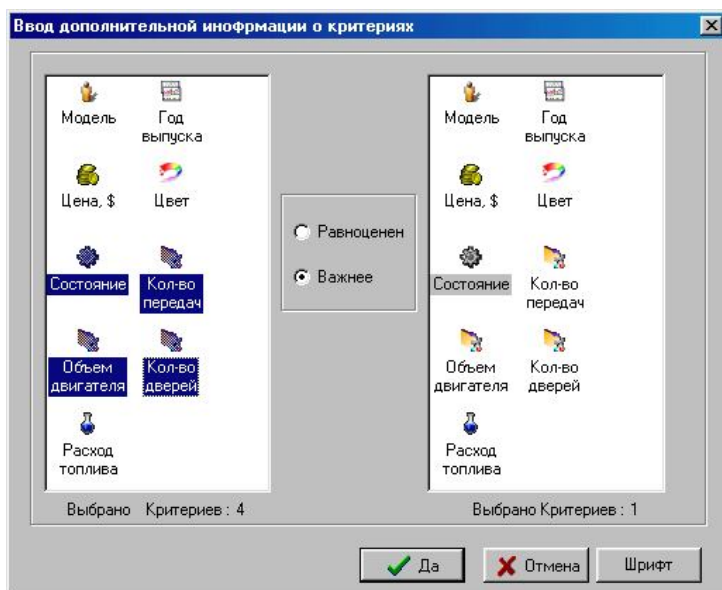 Ввод дополнительной инофрмации о критериях
Модель
Год
выпуска
Цена, $
Цвет
Состояние
Кол-во
передач
Объем
двигателя
Кол-во
дверей
Расход
топлива
Выбрано Критериев : 4
Равноценен
Важнее
Модель
Год
выпуска
Цена, $
Цвет
Состояние
Кол-во
передач
Объем
двигателя
Кол-во
дверей
Расход
топлива
Выбрано Критериев : 1
Да
Отмена
Шрифт